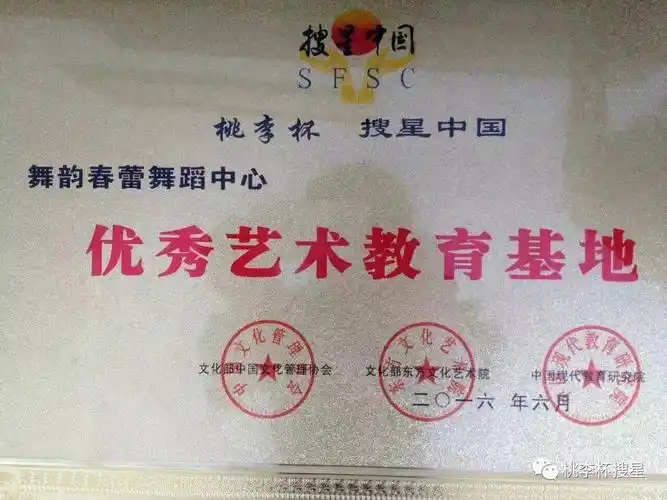 搜星中国
SFSC
桃李杯 搜星中国
舞韵春蕾舞蹈中心
优秀艺术教育基地
文化部中国文化管理协会 文化部东方文化艺术院 中国现代教育研究院
二〇一六 年六月
桃李杯搜星